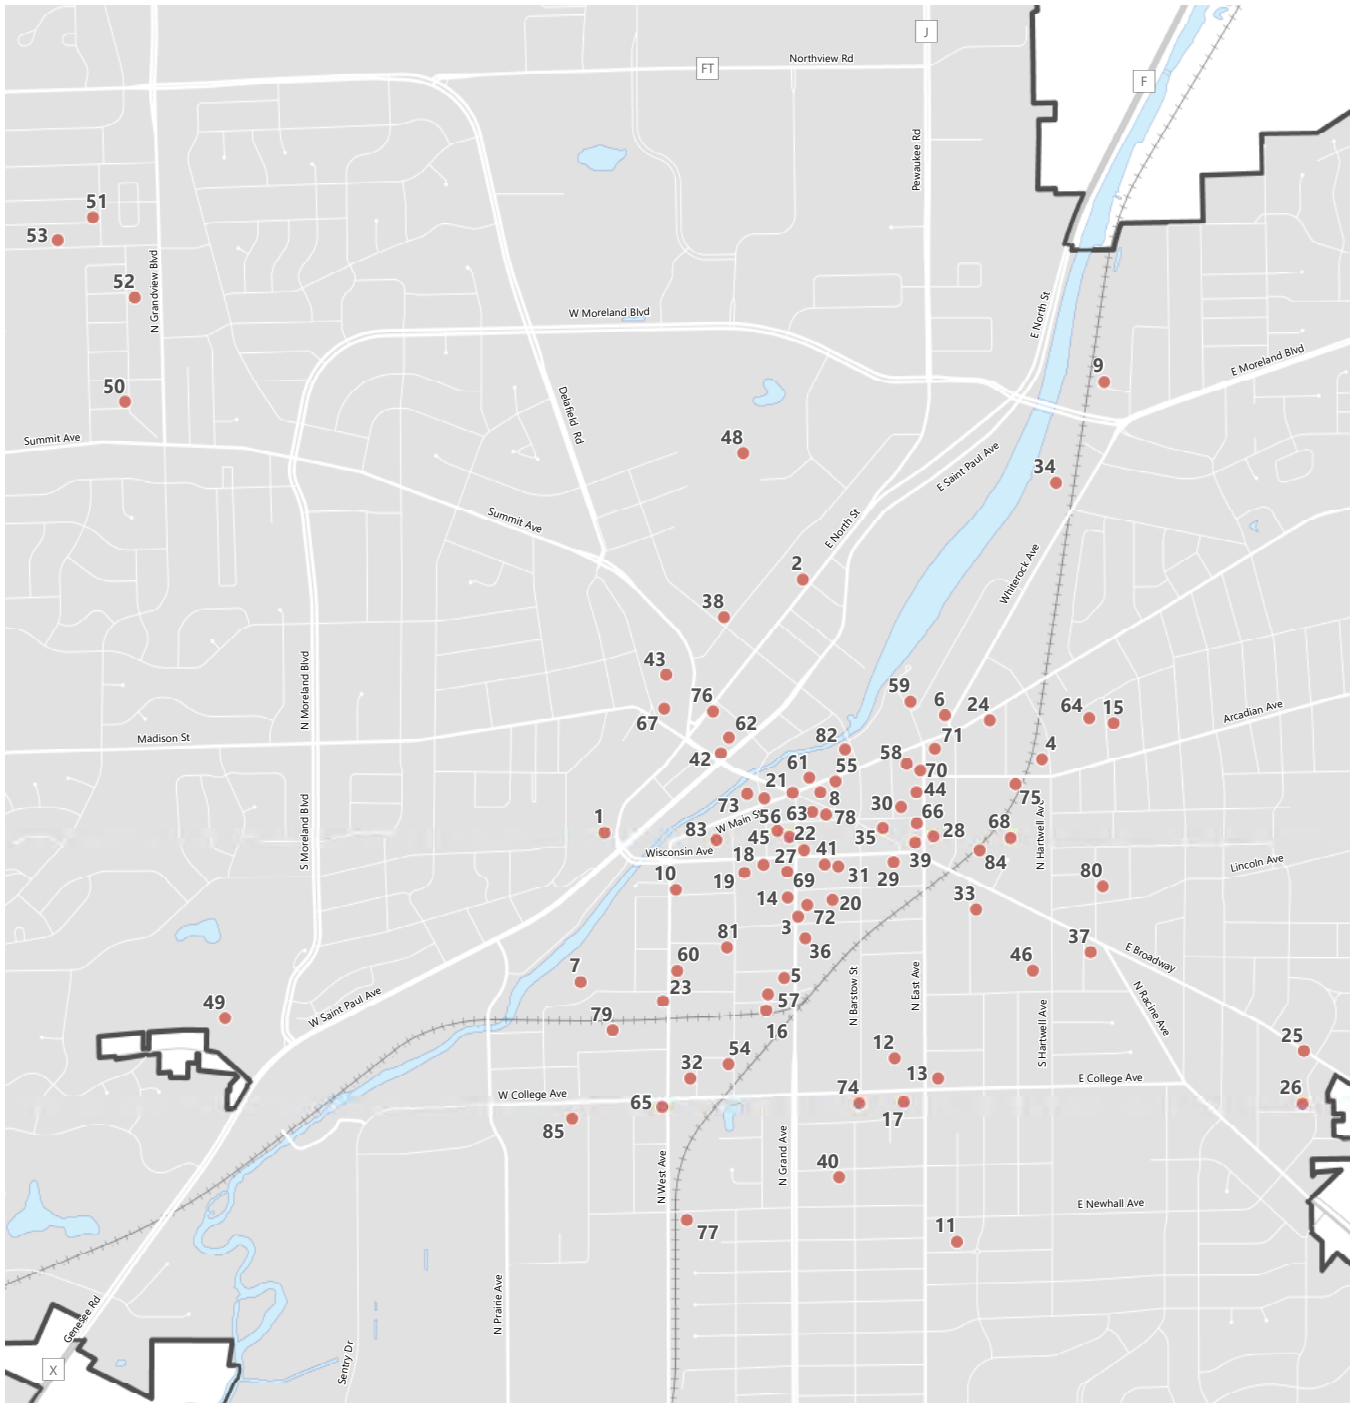 J
Northview Rd
FT
F
Pewaukee Rd
51
53
N Grandview Blvd
52
E North St
W Moreland Blvd
9
E Moreland Blvd
50
Delafield Rd
Summit Ave
48
E Saint Paul Ave
34
Summit Ave
E North St
2
Whiterock Ave
38
43
N Moreland Blvd
59
76
6
24
64
15
67
62
Arcadian Ave
Madison St
82
71
4
42
58
61
55
70
21
44
73
8
75
30
63
78
66
W Main St
56
S Moreland Blvd
1
83
45
22
35
28
68
N Hartwell Ave
Wisconsin Ave
18
27
41
39
84
Lincoln Ave
10
19
69
31
29
80
14
20
33
72
3
81
37
36
60
46
E Broadway
7
5
23
57
N Barstow St
N East Ave
N Racine Ave
49
W Saint Paul Ave
79
16
S Hartwell Ave
25
54
12
32
13
E College Ave
W College Ave
65
74
26
17
85
N West Ave
N Grand Ave
40
E Newhall Ave
77
11
N Prairie Ave
Genesee Rd
Sentry Dr
X